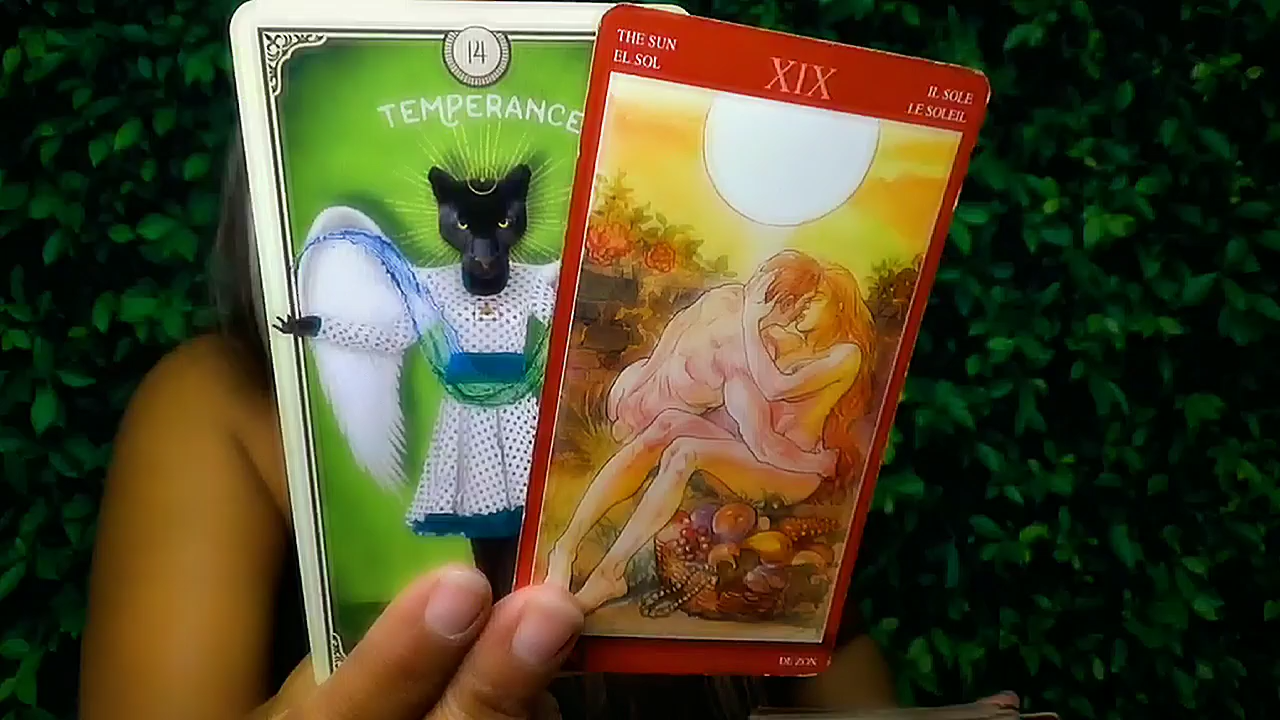 14
TEMPERANCE
THE SUN
EL SOL
XIX
IL SOLE
LE SOLEIL
DE ZON